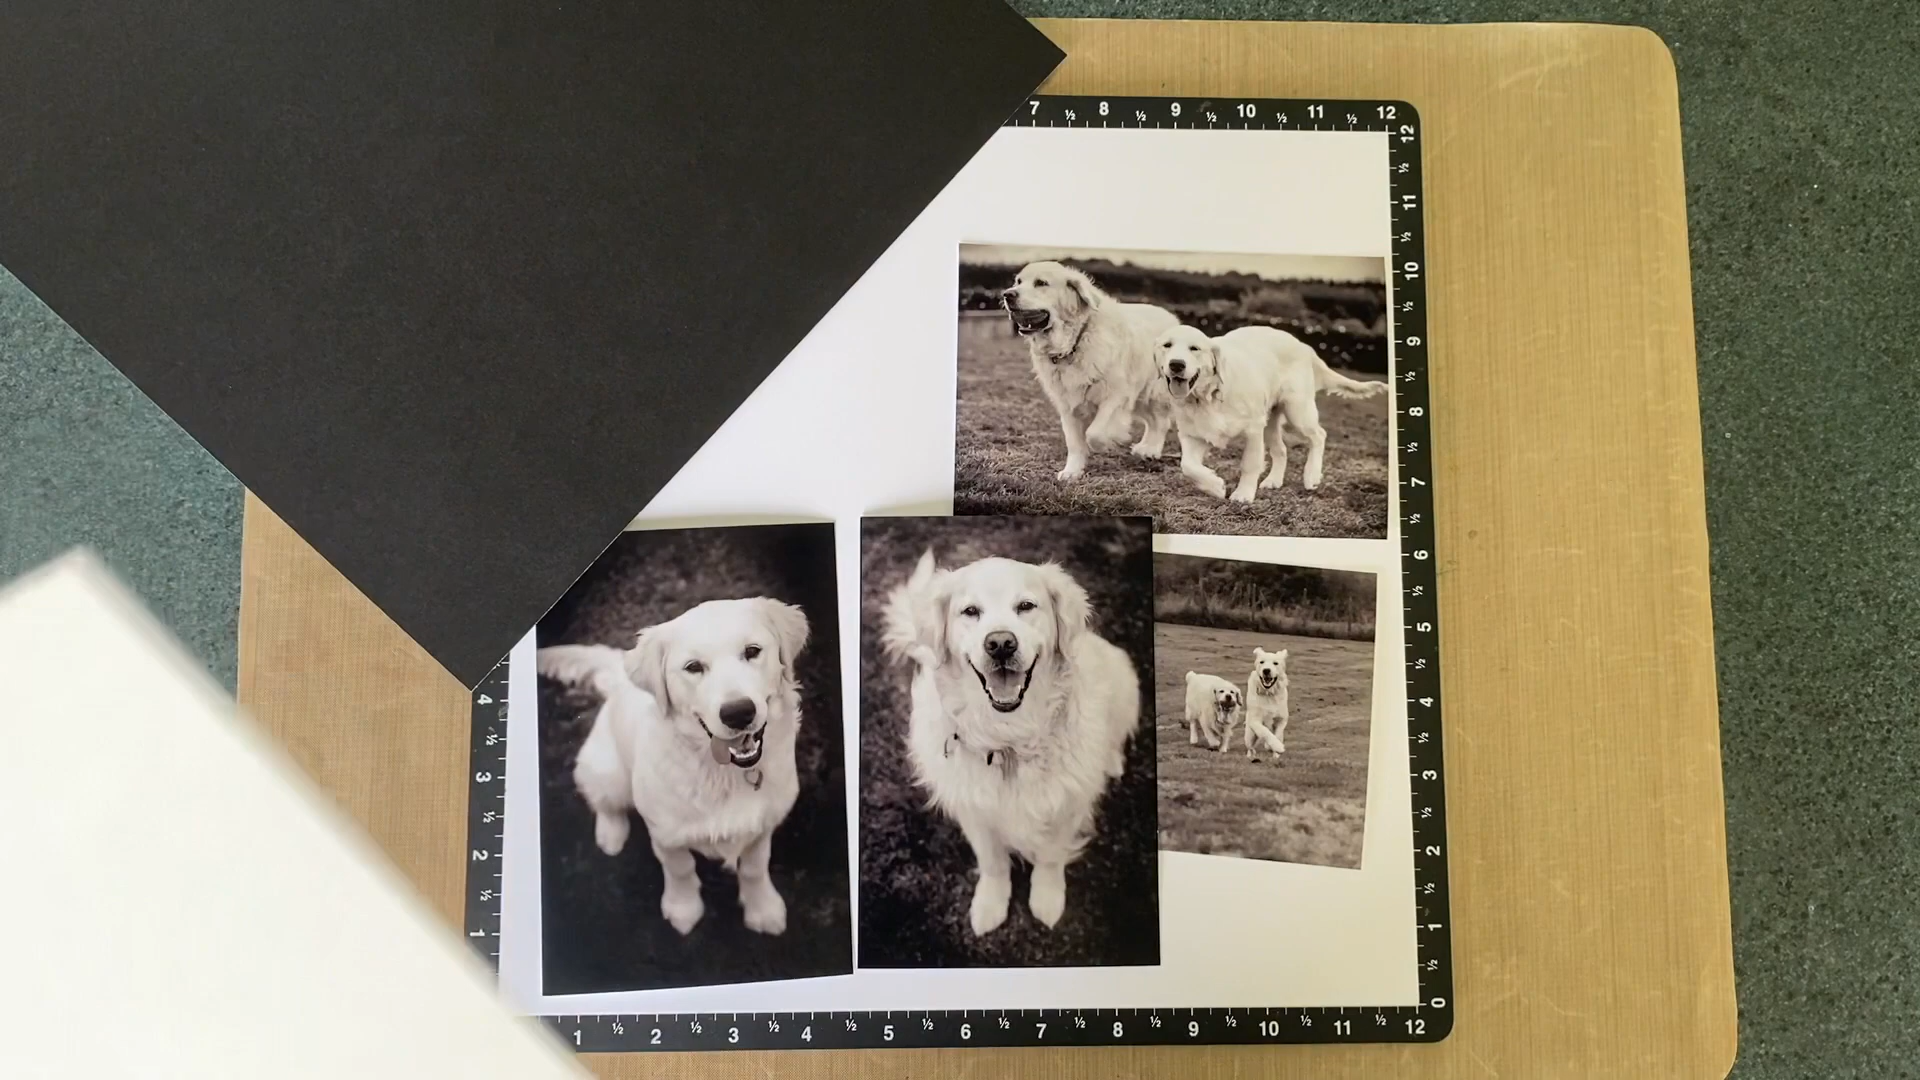 7 ½ 8 ½ 9 ½ 10 ½ 11 ½ 12
12 ½ 11 ½ 10 ½ 9 ½ 8 ½ 7 ½ 6 ½ 5 ½ 4 ½ 3 ½ 2 ½ 1 ½ 0
4 ½ 3 ½ 2 ½ 1
1 ½ 2 ½ 3 ½ 4 ½ 5 ½ 6 ½ 7 ½ 8 ½ 9 ½ 10 ½ 11 ½ 12